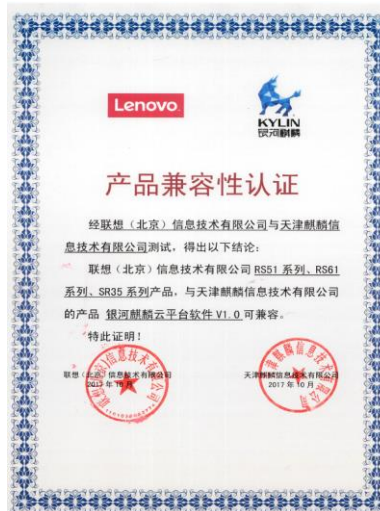 Lenovo
KYLIN
银河麒麟
产品兼容性认证
经联想（北京）信息技术有限公司与天津麒麟信
息技术有限公司测试，得出以下结论：
联想（北京）信息技术有限公司 RS51 系列、RS61
系列、SR35 系列产品，与天津麒麟信息技术有限公司
的产品 银河麒麟云平台软件 V1.0 可兼容。
特此证明！
联想（北京）信息技术有限公司
2017 年 10 月
天津麒麟信息技术有限公司
2017 年 10 月